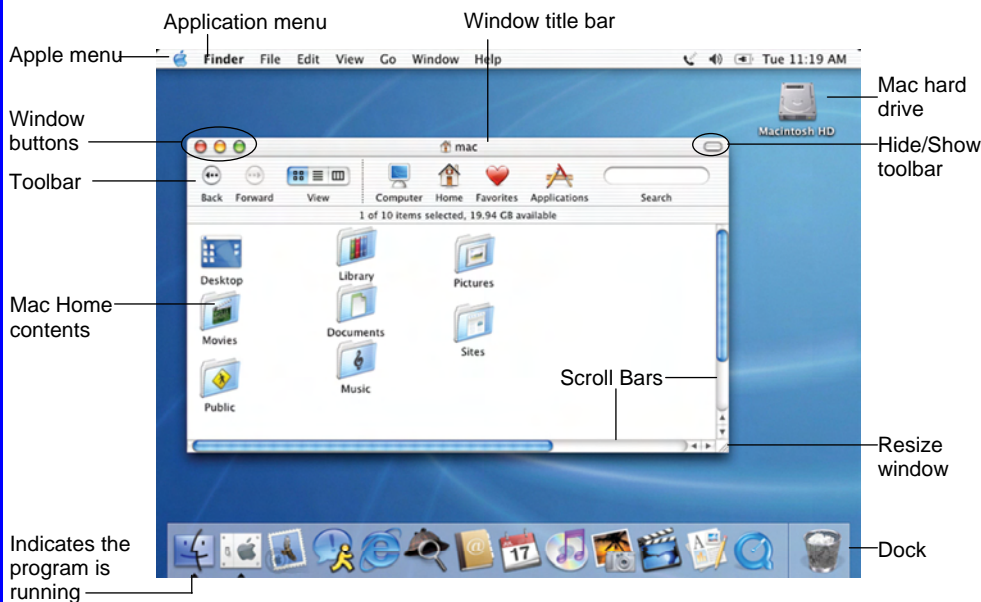 Application menu
Window title bar
Apple menu
Finder File Edit View Go Window Help
Tue 11:19 AM
Mac hard
drive
Macintosh HD
Window
buttons
mac
Hide/Show
toolbar
Toolbar
Back Forward View Computer Home Favorites Applications Search
1 of 10 items selected, 19.94 GB available
Desktop
Library
Pictures
Mac Home
contents
Movies
Documents
Sites
Public
Music
Scroll Bars
Resize
window
Indicates the
program is
running
17
Dock